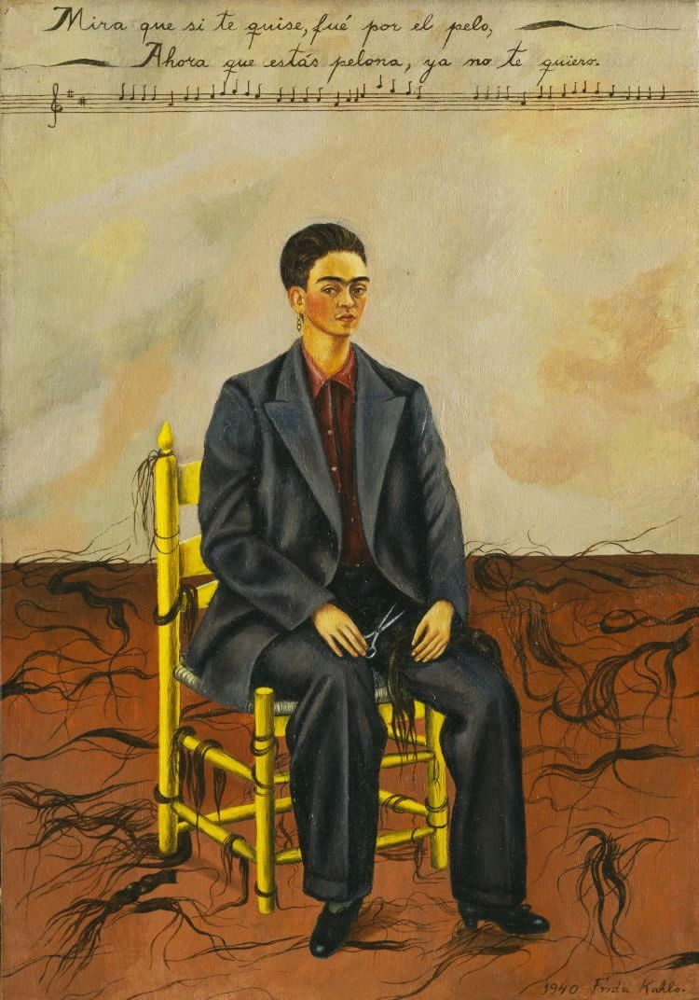 Mira que si te quise, fué por el pelo,
Ahora que estás pelona, ya no te quiero.
1940 Frida Kahlo.